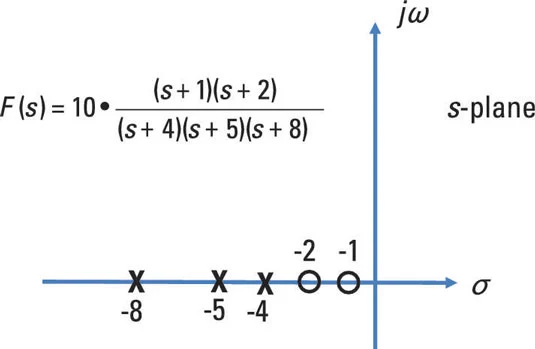 jω
F(s) = 10 • (s + 1)(s + 2) / (s + 4)(s + 5)(s + 8)
s-plane
-2 -1
X X X O O σ
-8 -5 -4